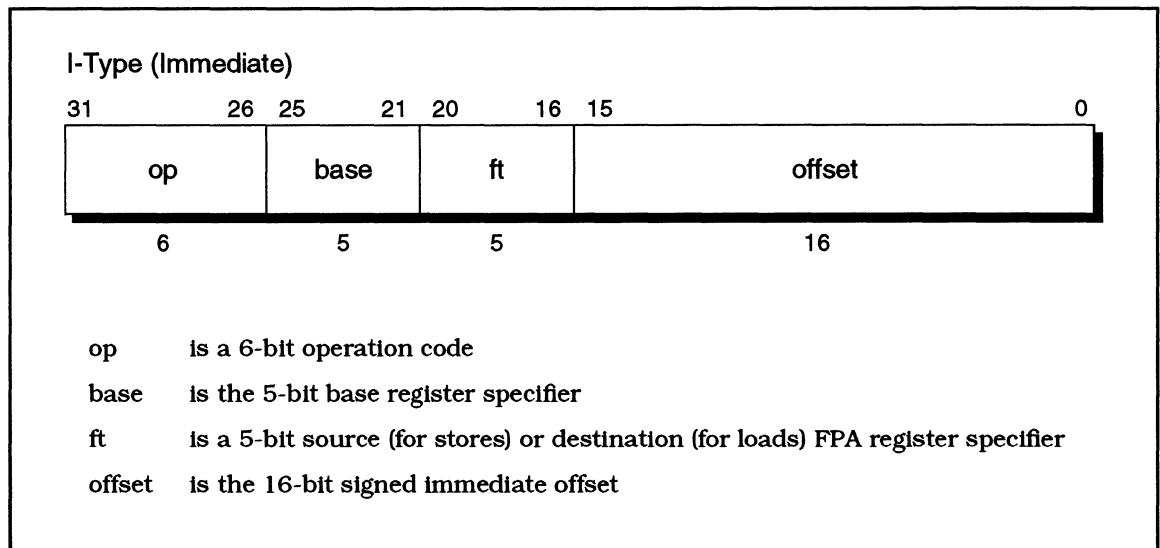 I-Type (Immediate)
31 26 25 21 20 16 15 0
op base ft offset
6 5 5 16
op is a 6-bit operation code
base is the 5-bit base register specifier
ft is a 5-bit source (for stores) or destination (for loads) FPA register specifier
offset is the 16-bit signed immediate offset